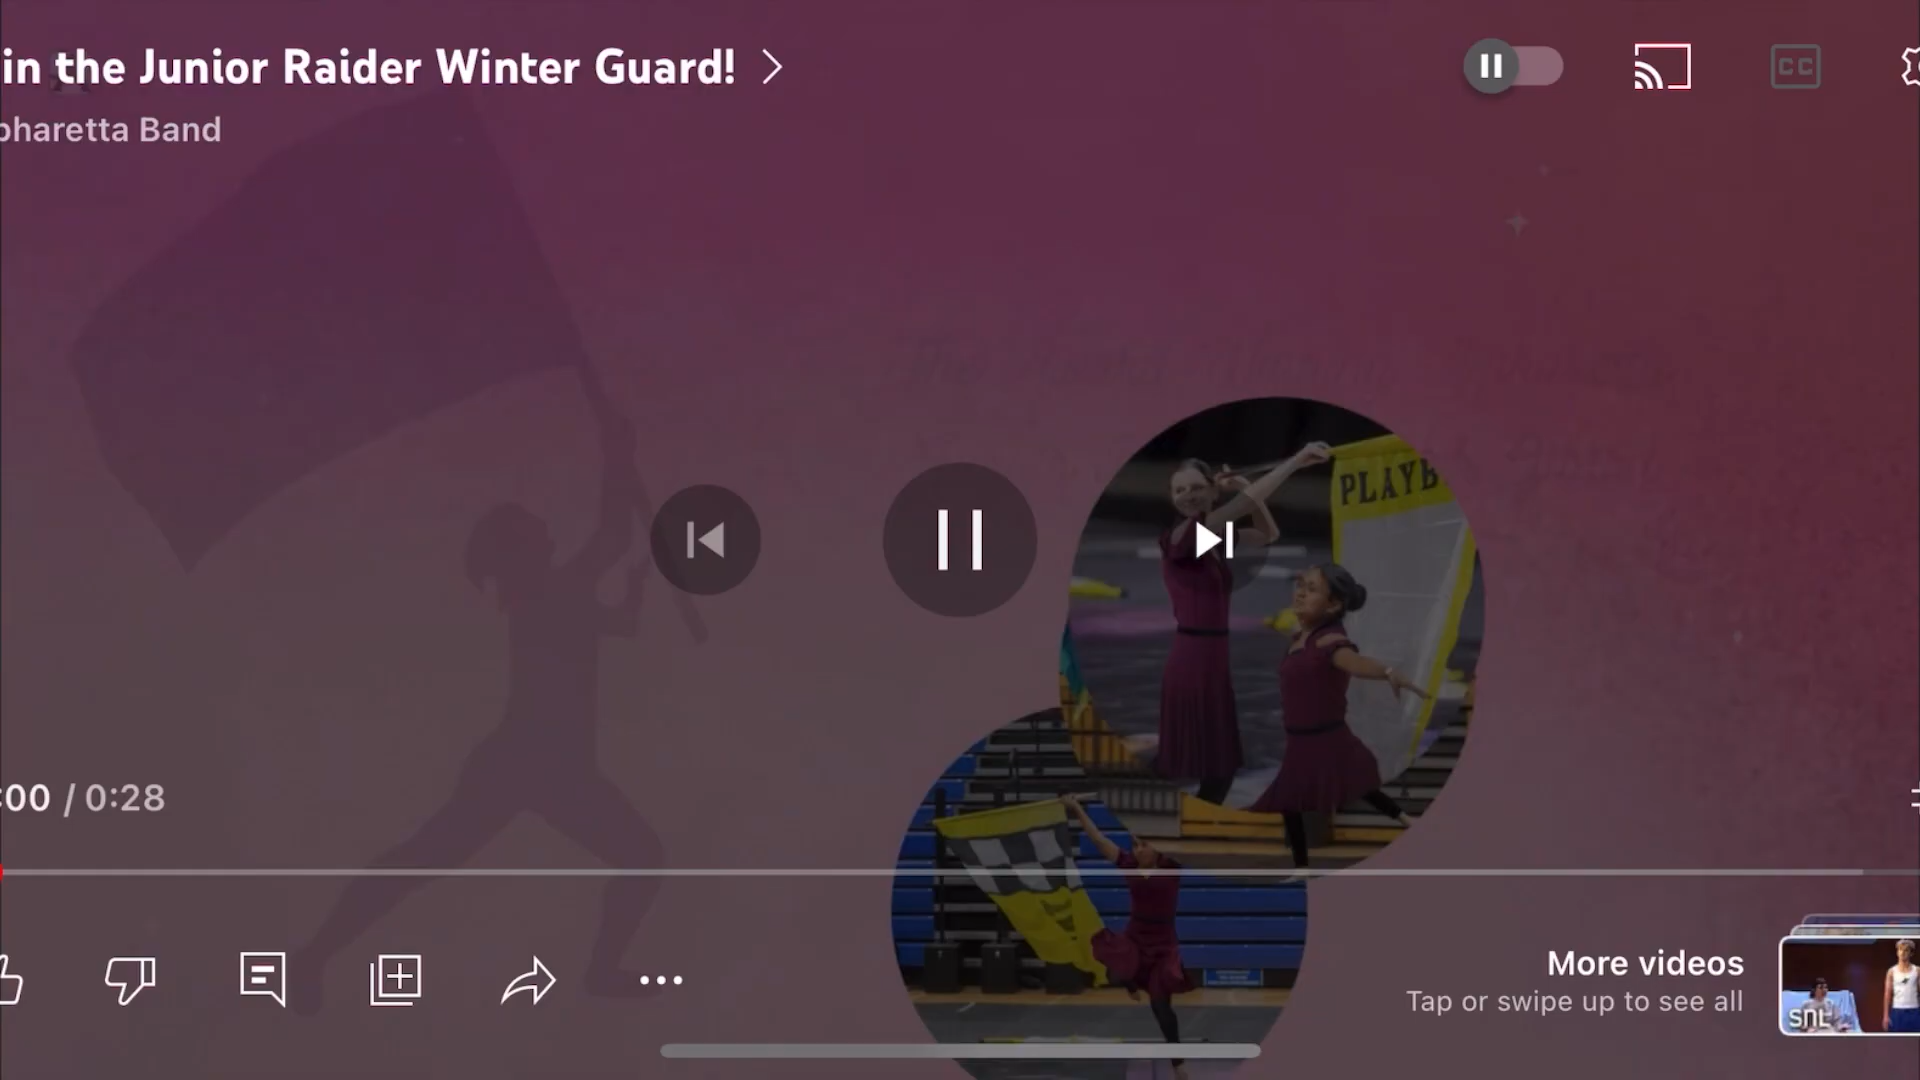 in the Junior Raider Winter Guard!
pharetta Band
CC
PLAYB
:00 / 0:28
More videos
Tap or swipe up to see all
SNL